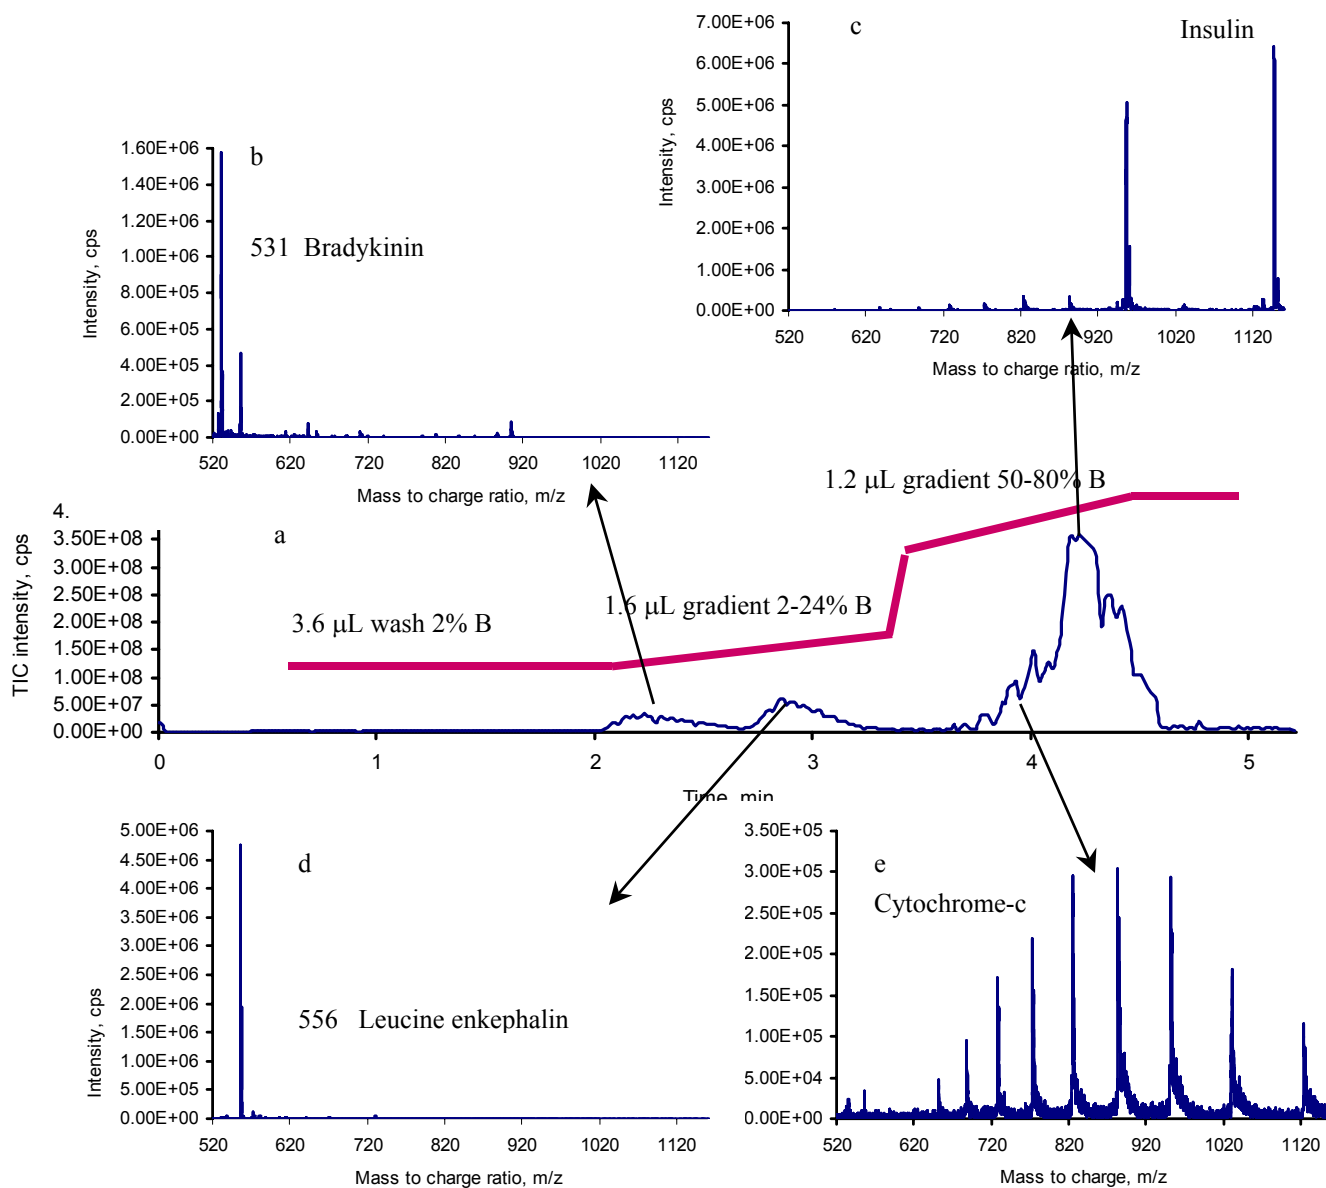 c
Insulin
7.00E+06
6.00E+06
5.00E+06
4.00E+06
3.00E+06
2.00E+06
1.00E+06
0.00E+00
Intensity, cps
520 620 720 820 920 1020 1120
Mass to charge ratio, m/z
b
531 Bradykinin
1.60E+06
1.40E+06
1.20E+06
1.00E+06
8.00E+05
6.00E+05
4.00E+05
2.00E+05
0.00E+00
Intensity, cps
520 620 720 820 920 1020 1120
Mass to charge ratio, m/z
1.2 μL gradient 50-80% B
4.
a
3.50E+08
3.00E+08
2.50E+08
2.00E+08
1.50E+08
1.00E+08
5.00E+07
0.00E+00
TIC intensity, cps
3.6 μL wash 2% B
1.6 μL gradient 2-24% B
0 1 2 3 4 5
Time, min
d
556 Leucine enkephalin
5.00E+06
4.50E+06
4.00E+06
3.50E+06
3.00E+06
2.50E+06
2.00E+06
1.50E+06
1.00E+06
5.00E+05
0.00E+00
Intensity, cps
520 620 720 820 920 1020 1120
Mass to charge ratio, m/z
e
Cytochrome-c
3.50E+05
3.00E+05
2.50E+05
2.00E+05
1.50E+05
1.00E+05
5.00E+04
0.00E+00
520 620 720 820 920 1020 1120
Mass to charge, m/z